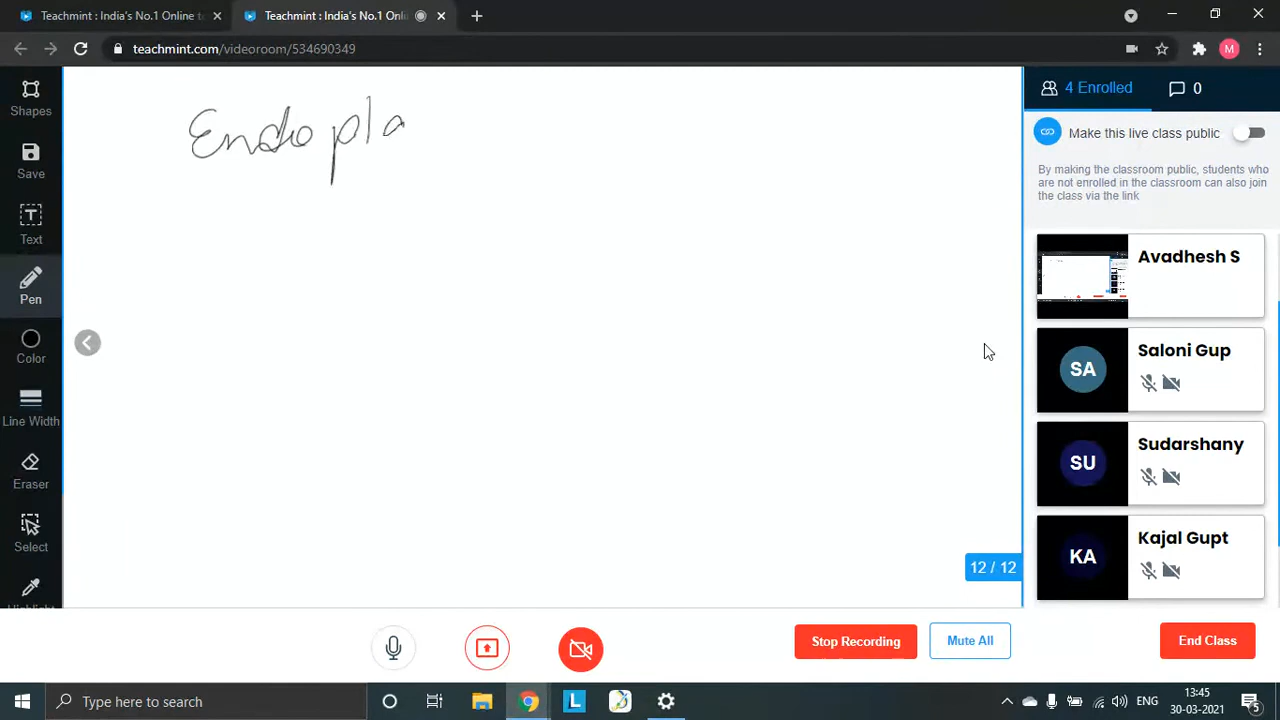 Teachmint : India's No.1 Online t
Teachmint : India's No.1 Onli
teachmint.com/videoroom/534690349
M
Shapes
Save
Text
Pen
Color
Line Width
Eraser
Select
Endopla
12 / 12
4 Enrolled
0
Make this live class public
By making the classroom public, students who
are not enrolled in the classroom can also join
the class via the link
Avadhesh S
SA
Saloni Gup
SU
Sudarshany
KA
Kajal Gupt
Stop Recording
Mute All
End Class
Type here to search
L
ENG
13:45
30-03-2021
5